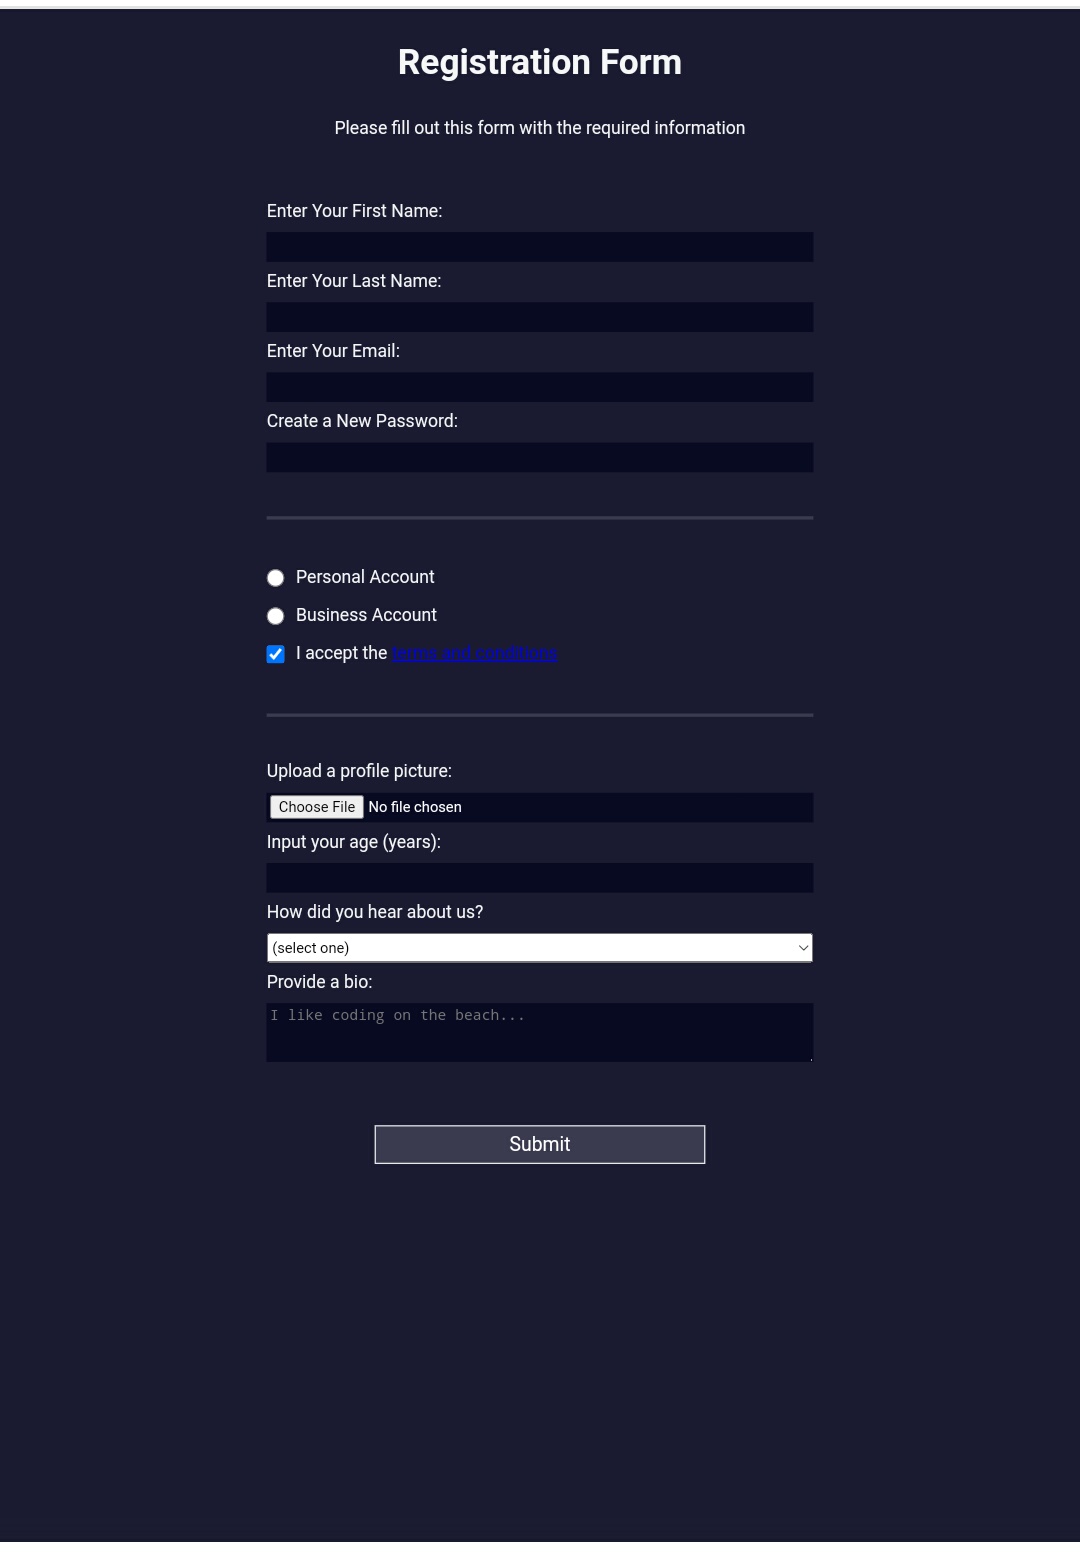 Registration Form
Please fill out this form with the required information
Enter Your First Name:
Enter Your Last Name:
Enter Your Email:
Create a New Password:
Personal Account
Business Account
I accept the terms and conditions
Upload a profile picture:
Choose File No file chosen
Input your age (years):
How did you hear about us?
(select one)
Provide a bio:
I like coding on the beach...
Submit